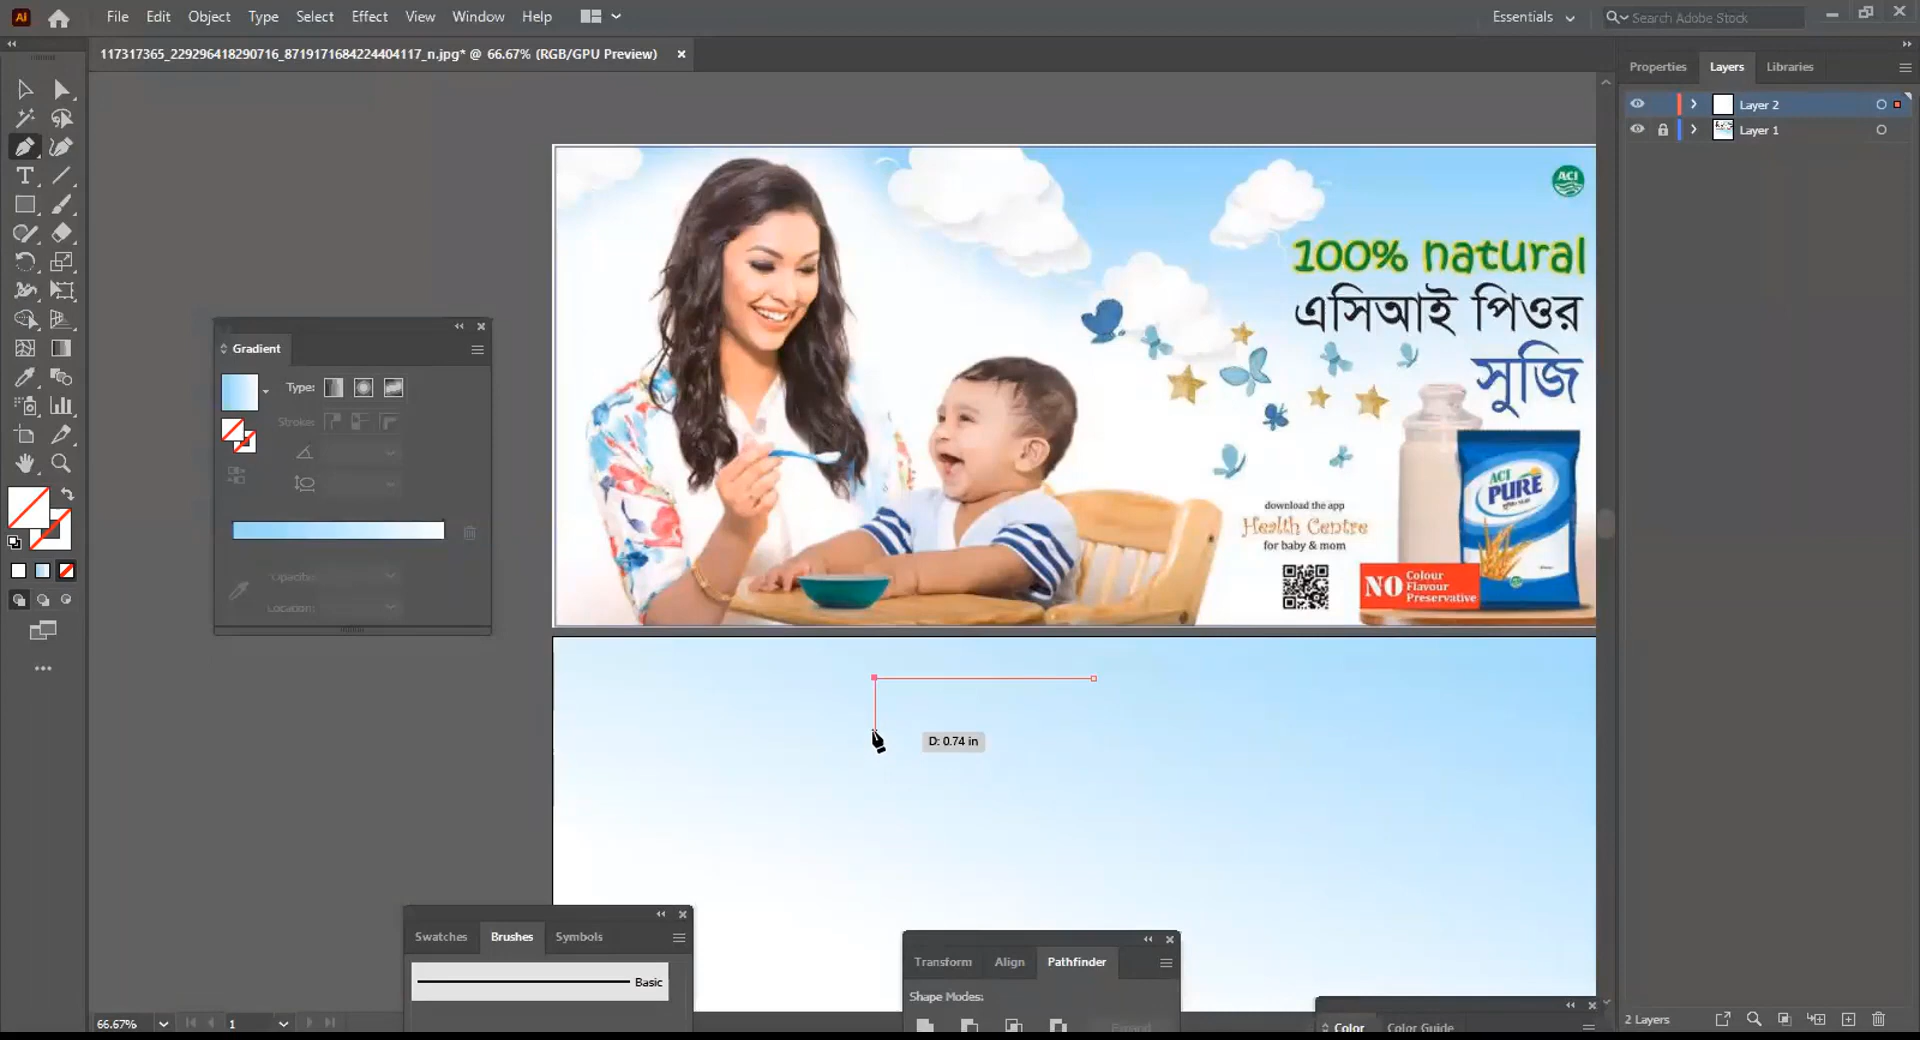 Ai File Edit Object Type Select Effect View Window Help Essentials Search Adobe Stock
117317365_229296418290716_8719171684224404117_n.jpg* @ 66.67% (RGB/GPU Preview)
Properties Layers Libraries
Layer 2
Layer 1
ACI
100% natural
এসিআই পিওর
সুজি
Gradient
Type:
Stroke:
Opacity:
Location:
download the app
Health Centre
for baby & mom
ACI
PURE
NO Colour
Flavour
Preservative
D: 0.74 in
Swatches Brushes Symbols
Basic
Transform Align Pathfinder
Shape Modes:
Expand
Color Color Guide
66.67% 1
2 Layers